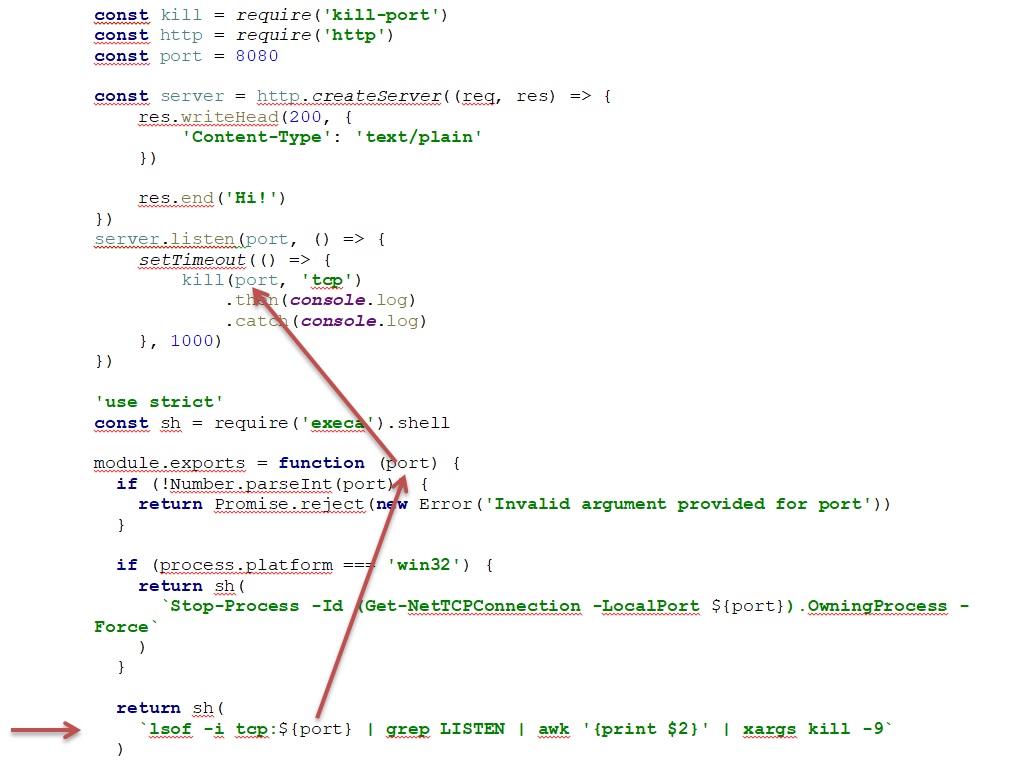 const kill = require('kill-port')
const http = require('http')
const port = 8080
const server = http.createServer((req, res) => {
res.writeHead(200, {
'Content-Type': 'text/plain'
})
res.end('Hi!')
})
server.listen(port, () => {
setTimeout(() => {
kill(port, 'tcp')
.then(console.log)
.catch(console.log)
}, 1000)
})
'use strict'
const sh = require('execa').shell
module.exports = function (port) {
if (!Number.parseInt(port)) {
return Promise.reject(new Error('Invalid argument provided for port'))
}
if (process.platform === 'win32') {
return sh(
`Stop-Process -Id (Get-NetTCPConnection -LocalPort ${port}).OwningProcess -
Force`
)
}
return sh(
`lsof -i tcp:${port} | grep LISTEN | awk '{print $2}' | xargs kill -9`
)